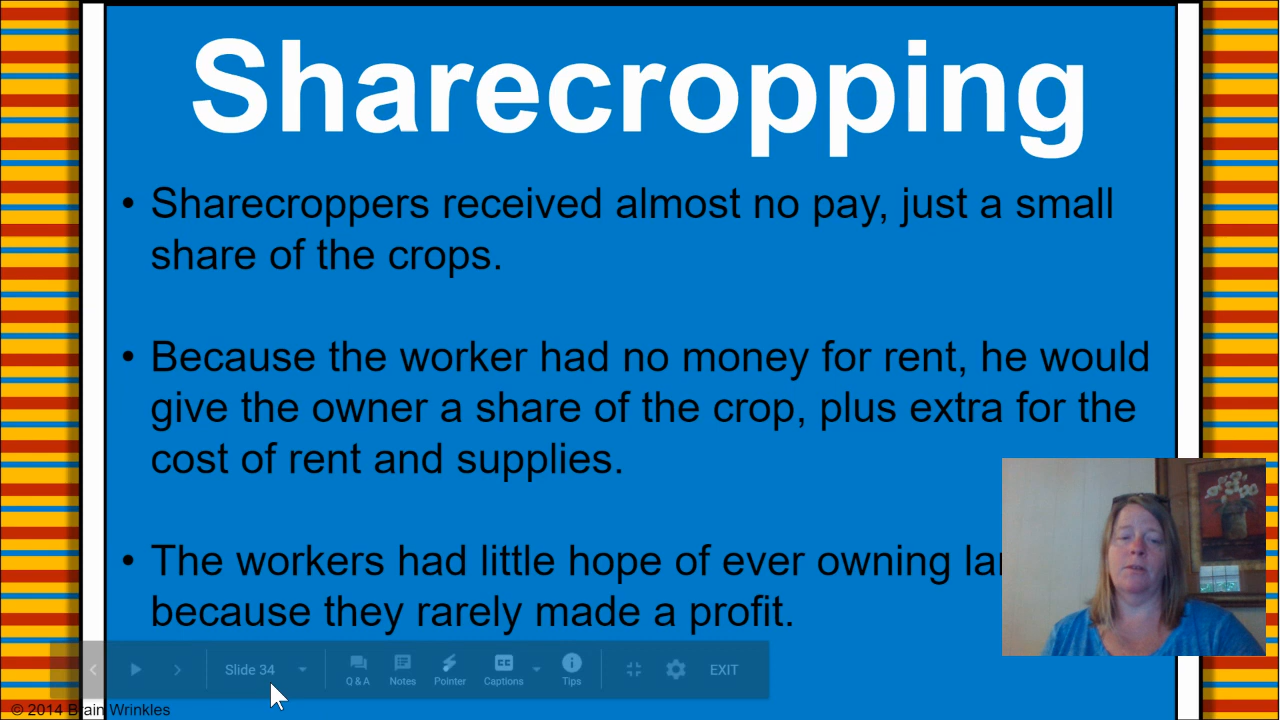 Sharecropping
• Sharecroppers received almost no pay, just a small
share of the crops.
• Because the worker had no money for rent, he would
give the owner a share of the crop, plus extra for the
cost of rent and supplies.
• The workers had little hope of ever owning
because they rarely made a profit.
Slide 34
Q & A
Notes
Pointer
CC
Captions
Tips
EXIT
© 2014 Brain Wrinkles